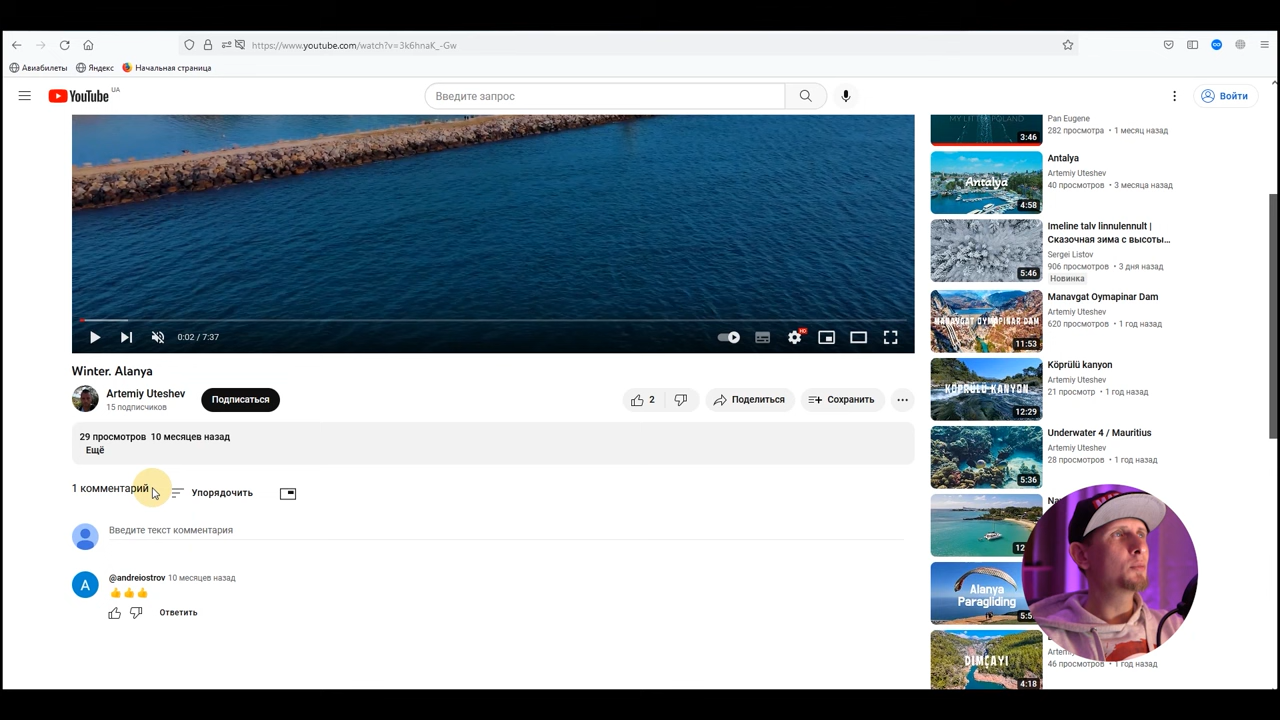 https://www.youtube.com/watch?v=3k6hnaK_-Gw
Авиабилеты
Яндекс
Начальная страница
YouTube
UA
Введите запрос
Войти
0:02 / 7:37
HD
Winter. Alanya
Artemiy Uteshev
15 подписчиков
Подписаться
2
Поделиться
Сохранить
29 просмотров 10 месяцев назад
Ещё
1 комментарий
Упорядочить
Введите текст комментария
A
@andreiostrov 10 месяцев назад
👍👍👍
Ответить
3:46
Pan Eugene
282 просмотра • 1 месяц назад
Antalya
4:58
Antalya
Artemiy Uteshev
40 просмотров • 3 месяца назад
5:46
Imeline talv linnulennult |
Сказочная зима с высоты...
Sergei Listov
906 просмотров • 3 дня назад
Новинка
MANAVGAT OYMAPINAR DAM
11:53
Manavgat Oymapinar Dam
Artemiy Uteshev
620 просмотров • 1 год назад
KÖPRÜLÜ KANYON
12:29
Köprülü kanyon
Artemiy Uteshev
21 просмотр • 1 год назад
5:36
Underwater 4 / Mauritius
Artemiy Uteshev
28 просмотров • 1 год назад
Alanya
Paragliding
DİMÇAYI
4:18
46 просмотров • 1 год назад